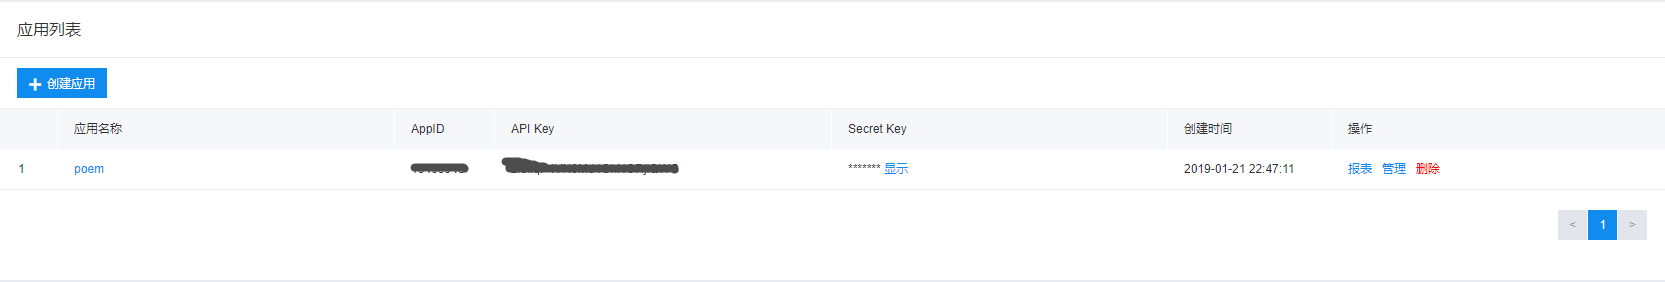 应用列表
创建应用
应用名称 AppID API Key Secret Key 创建时间 操作
1 poem ******* 显示 2019-01-21 22:47:11 报表 管理 删除
< 1 >